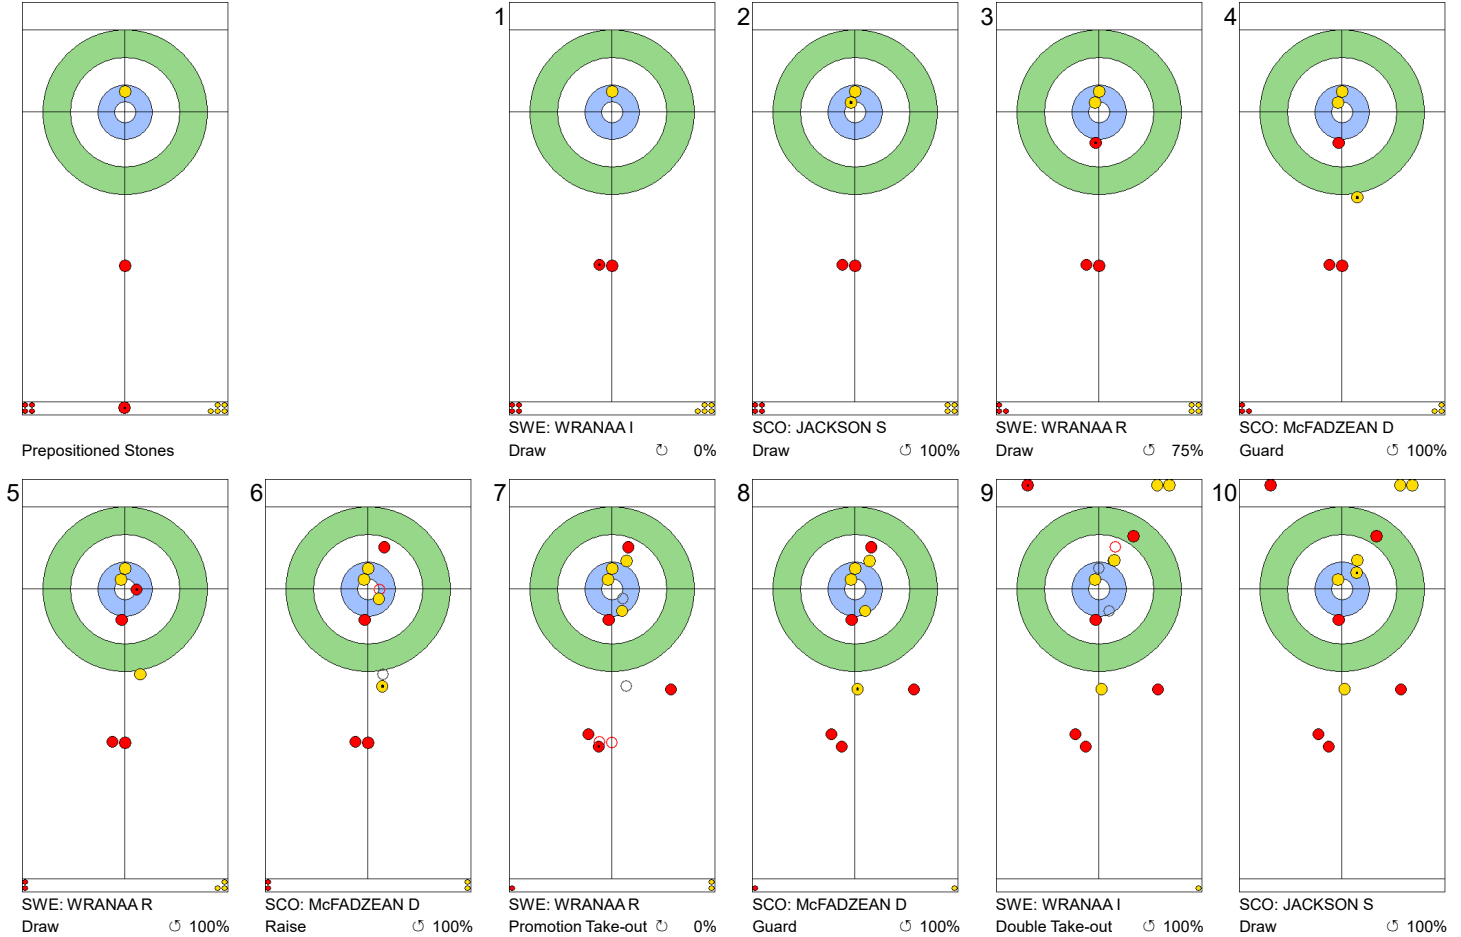 1
2
3
4
Prepositioned Stones
SWE: WRANAA I
Draw ↻ 0%
SCO: JACKSON S
Draw ↺ 100%
SWE: WRANAA R
Draw ↺ 75%
SCO: McFADZEAN D
Guard ↺ 100%
5
6
7
8
9
10
SWE: WRANAA R
Draw ↺ 100%
SCO: McFADZEAN D
Raise ↺ 100%
SWE: WRANAA R
Promotion Take-out ↻ 0%
SCO: McFADZEAN D
Guard ↺ 100%
SWE: WRANAA I
Double Take-out ↺ 100%
SCO: JACKSON S
Draw ↺ 100%